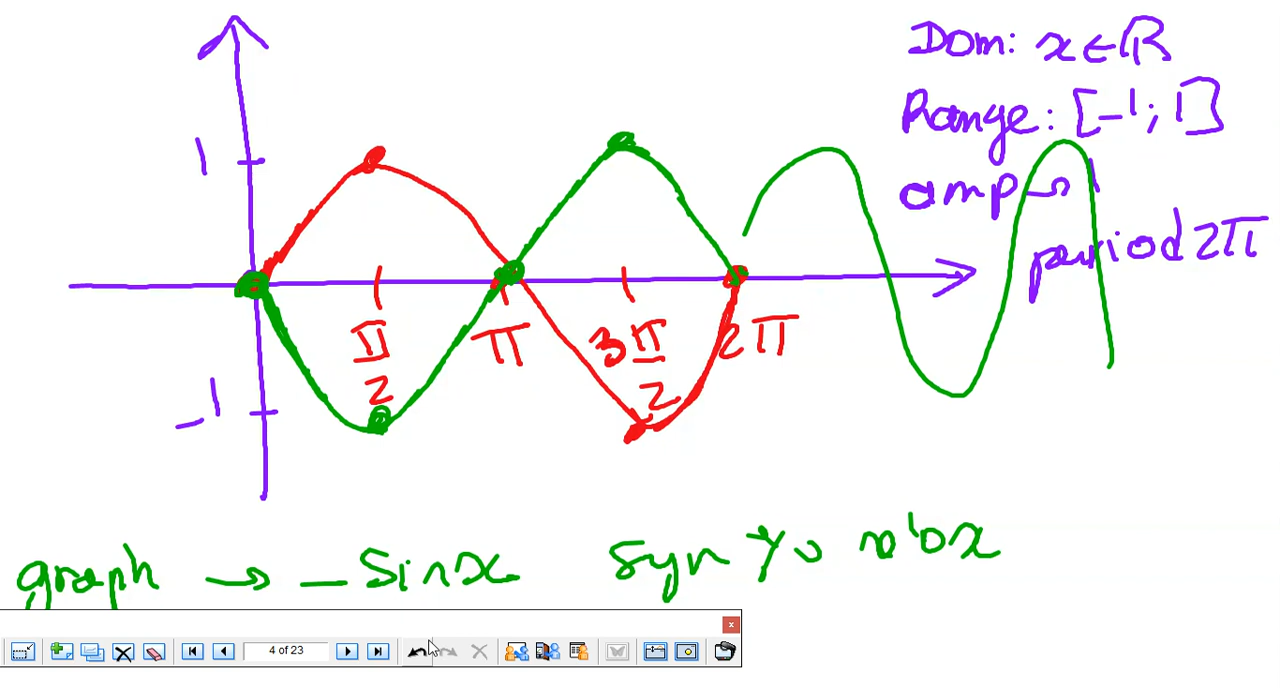 Dom: x∈ℝ
Range: [-1; 1]
amp → 1
period 2π
1
-1
π/2
π
3π/2
2π
graph → - sinx
4 of 23
x